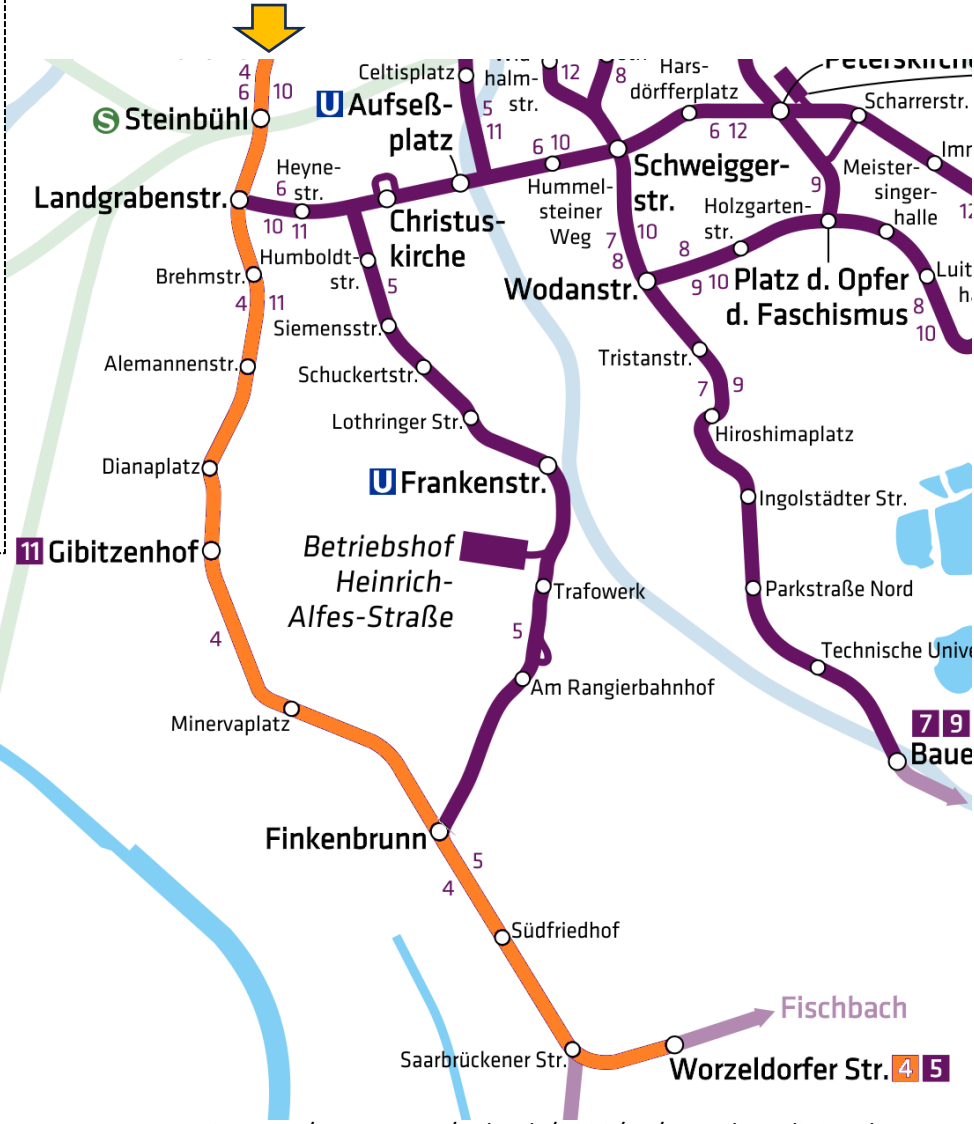 4
6
10
S Steinbühl
Celtisplatz
halm-
str.
12
8
Hars-
dörfferplatz
Scharrerstr.
U Aufseß-
platz
5
11
6 10
6 12
Heyne-
str.
6
Landgrabenstr.
10 11
Christus-
kirche
Hummel-
steiner
Weg
Schweigger-
str.
Meister-
singer-
halle
9
12
Holzgarten-
str.
7
8
10
8
9 10
Humboldt-
str.
5
Brehmstr.
4
11
Wodanstr.
Platz d. Opfer
d. Faschismus
8
10
Siemensstr.
Tristanstr.
Alemannenstr.
Schuckertstr.
7
9
Lothringer Str.
Hiroshimaplatz
Dianaplatz
U Frankenstr.
Ingolstädter Str.
11 Gibitzenhof
Betriebshof
Heinrich-
Alfes-Straße
Trafowerk
Parkstraße Nord
4
5
Technische
Am Rangierbahnhof
Minervaplatz
7 9
Finkenbrunn
5
4
Südfriedhof
Fischbach
Saarbrückener Str.
Worzeldorfer Str. 4 5